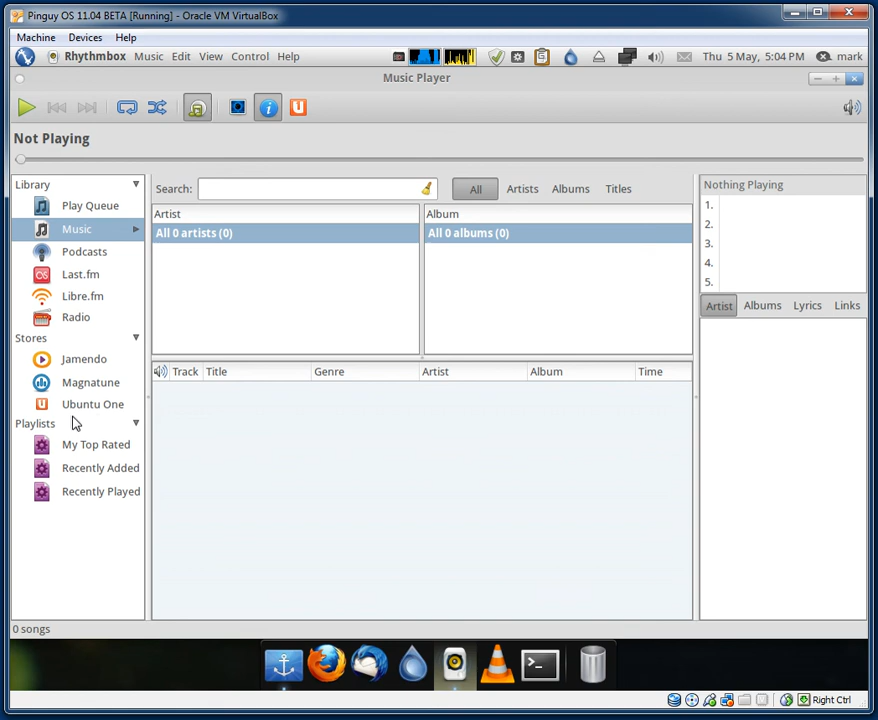 Pinguy OS 11.04 BETA [Running] - Oracle VM VirtualBox
Machine Devices Help
Rhythmbox Music Edit View Control Help Thu 5 May, 5:04 PM mark
Music Player
Not Playing
Library
Play Queue
Music
Podcasts
Last.fm
Libre.fm
Radio
Stores
Jamendo
Magnatune
Ubuntu One
Playlists
My Top Rated
Recently Added
Recently Played
Search: All Artists Albums Titles
Artist Album
All 0 artists (0) All 0 albums (0)
Track Title Genre Artist Album Time
Nothing Playing
1.
2.
3.
4.
5.
Artist Albums Lyrics Links
0 songs
Right Ctrl